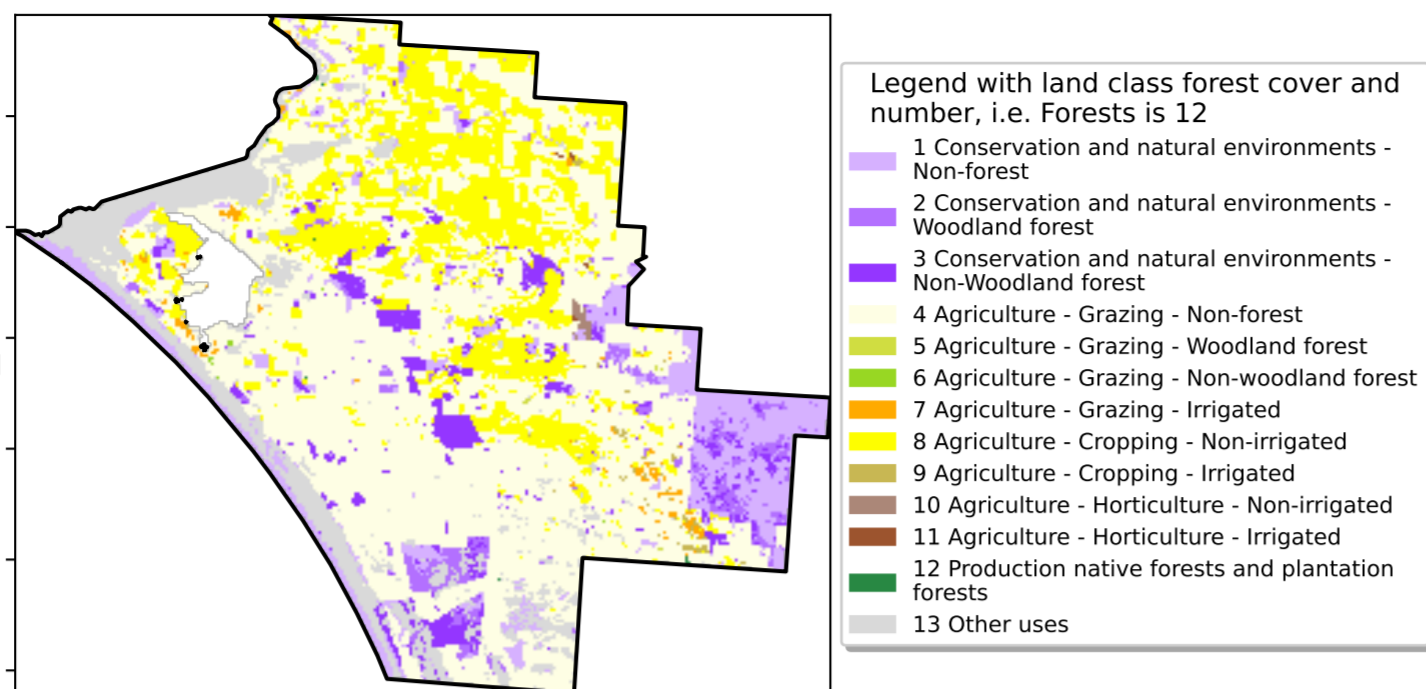 Legend with land class forest cover and
number, i.e. Forests is 12
1 Conservation and natural environments -
Non-forest
2 Conservation and natural environments -
Woodland forest
3 Conservation and natural environments -
Non-Woodland forest
4 Agriculture - Grazing - Non-forest
5 Agriculture - Grazing - Woodland forest
6 Agriculture - Grazing - Non-woodland forest
7 Agriculture - Grazing - Irrigated
8 Agriculture - Cropping - Non-irrigated
9 Agriculture - Cropping - Irrigated
10 Agriculture - Horticulture - Non-irrigated
11 Agriculture - Horticulture - Irrigated
12 Production native forests and plantation
forests
13 Other uses